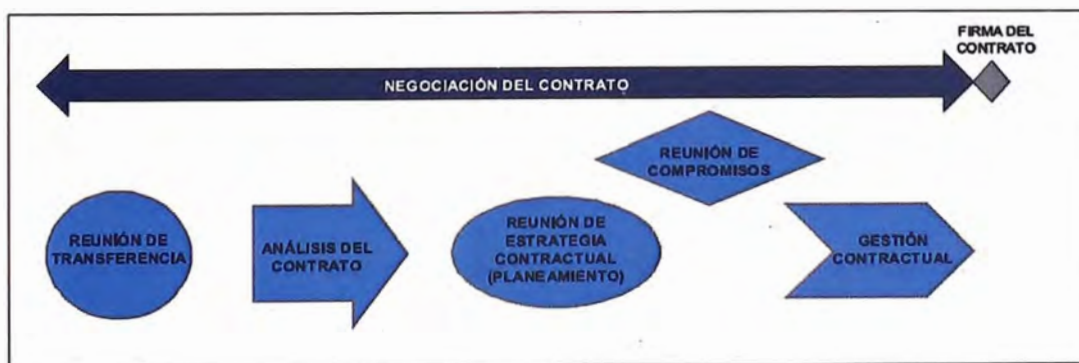 FIRMA DEL
CONTRATO
NEGOCIACIÓN DEL CONTRATO
REUNIÓN DE
TRANSFERENCIA
ANÁLISIS DEL
CONTRATO
REUNIÓN DE
ESTRATEGIA
CONTRACTUAL
(PLANEAMIENTO)
REUNIÓN DE
COMPROMISOS
GESTIÓN
CONTRACTUAL